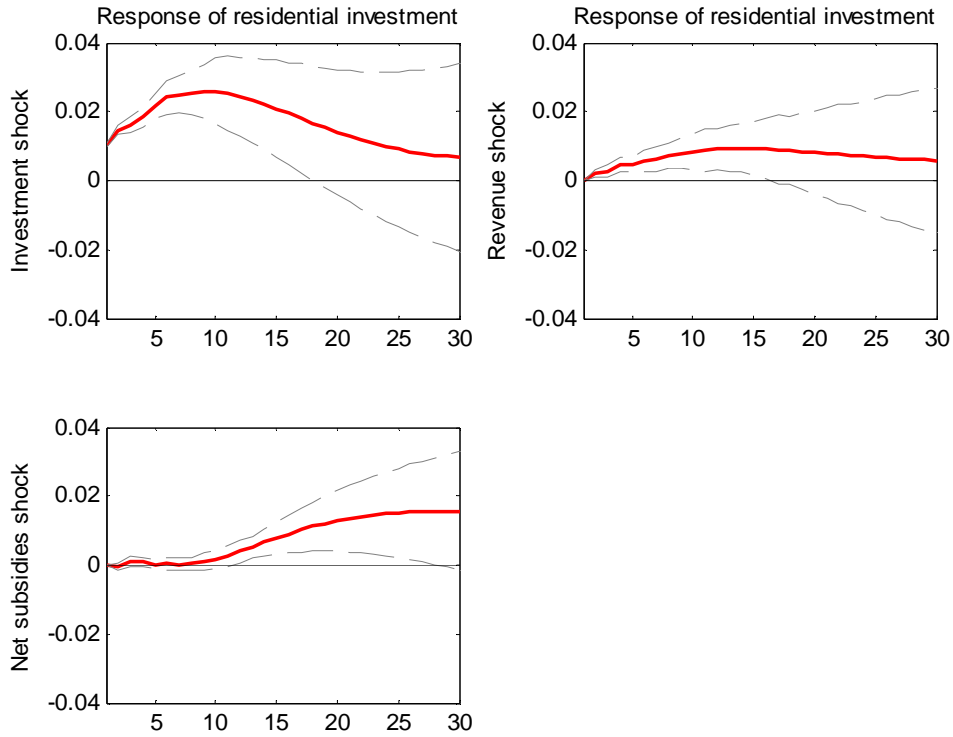 Response of residential investment
Investment shock
0.04
0.02
0
-0.02
-0.04
5 10 15 20 25 30
Response of residential investment
Revenue shock
0.04
0.02
0
-0.02
-0.04
5 10 15 20 25 30
Net subsidies shock
0.04
0.02
0
-0.02
-0.04
5 10 15 20 25 30